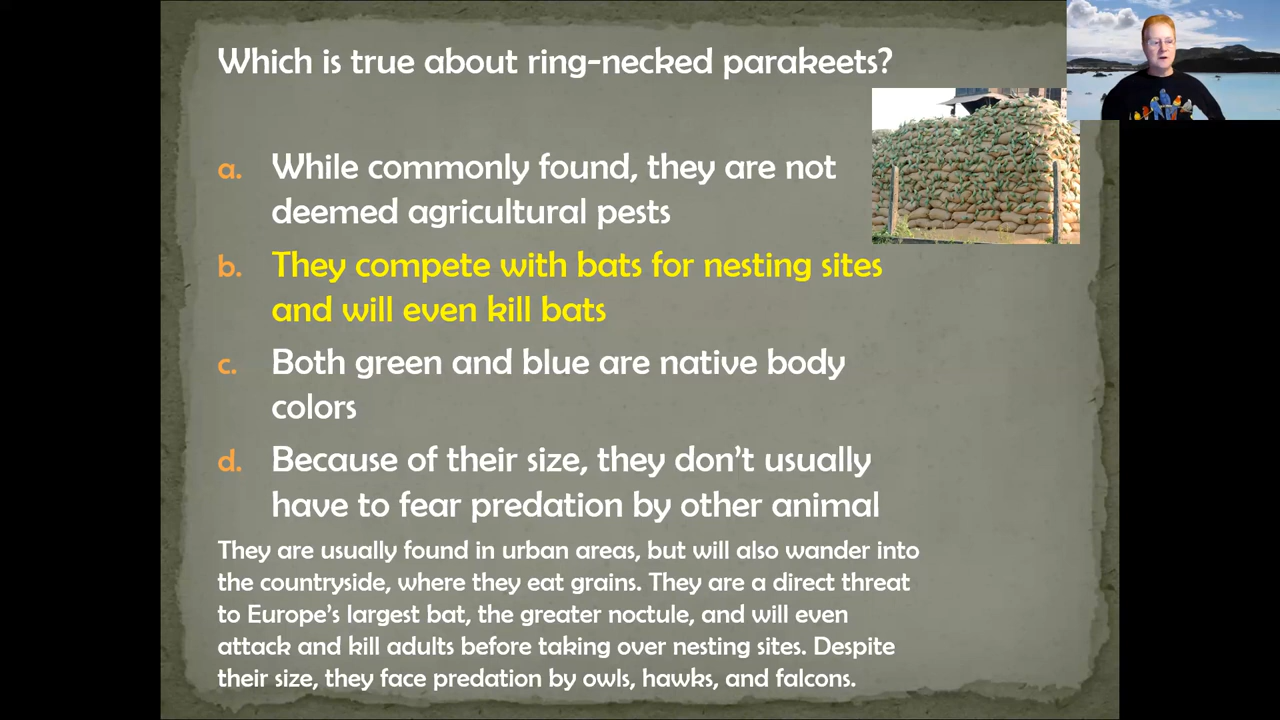 Which is true about ring-necked parakeets?
a. While commonly found, they are not
deemed agricultural pests
b. They compete with bats for nesting sites
and will even kill bats
c. Both green and blue are native body
colors
d. Because of their size, they don't usually
have to fear predation by other animal
They are usually found in urban areas, but will also wander into
the countryside, where they eat grains. They are a direct threat
to Europe's largest bat, the greater noctule, and will even
attack and kill adults before taking over nesting sites. Despite
their size, they face predation by owls, hawks, and falcons.